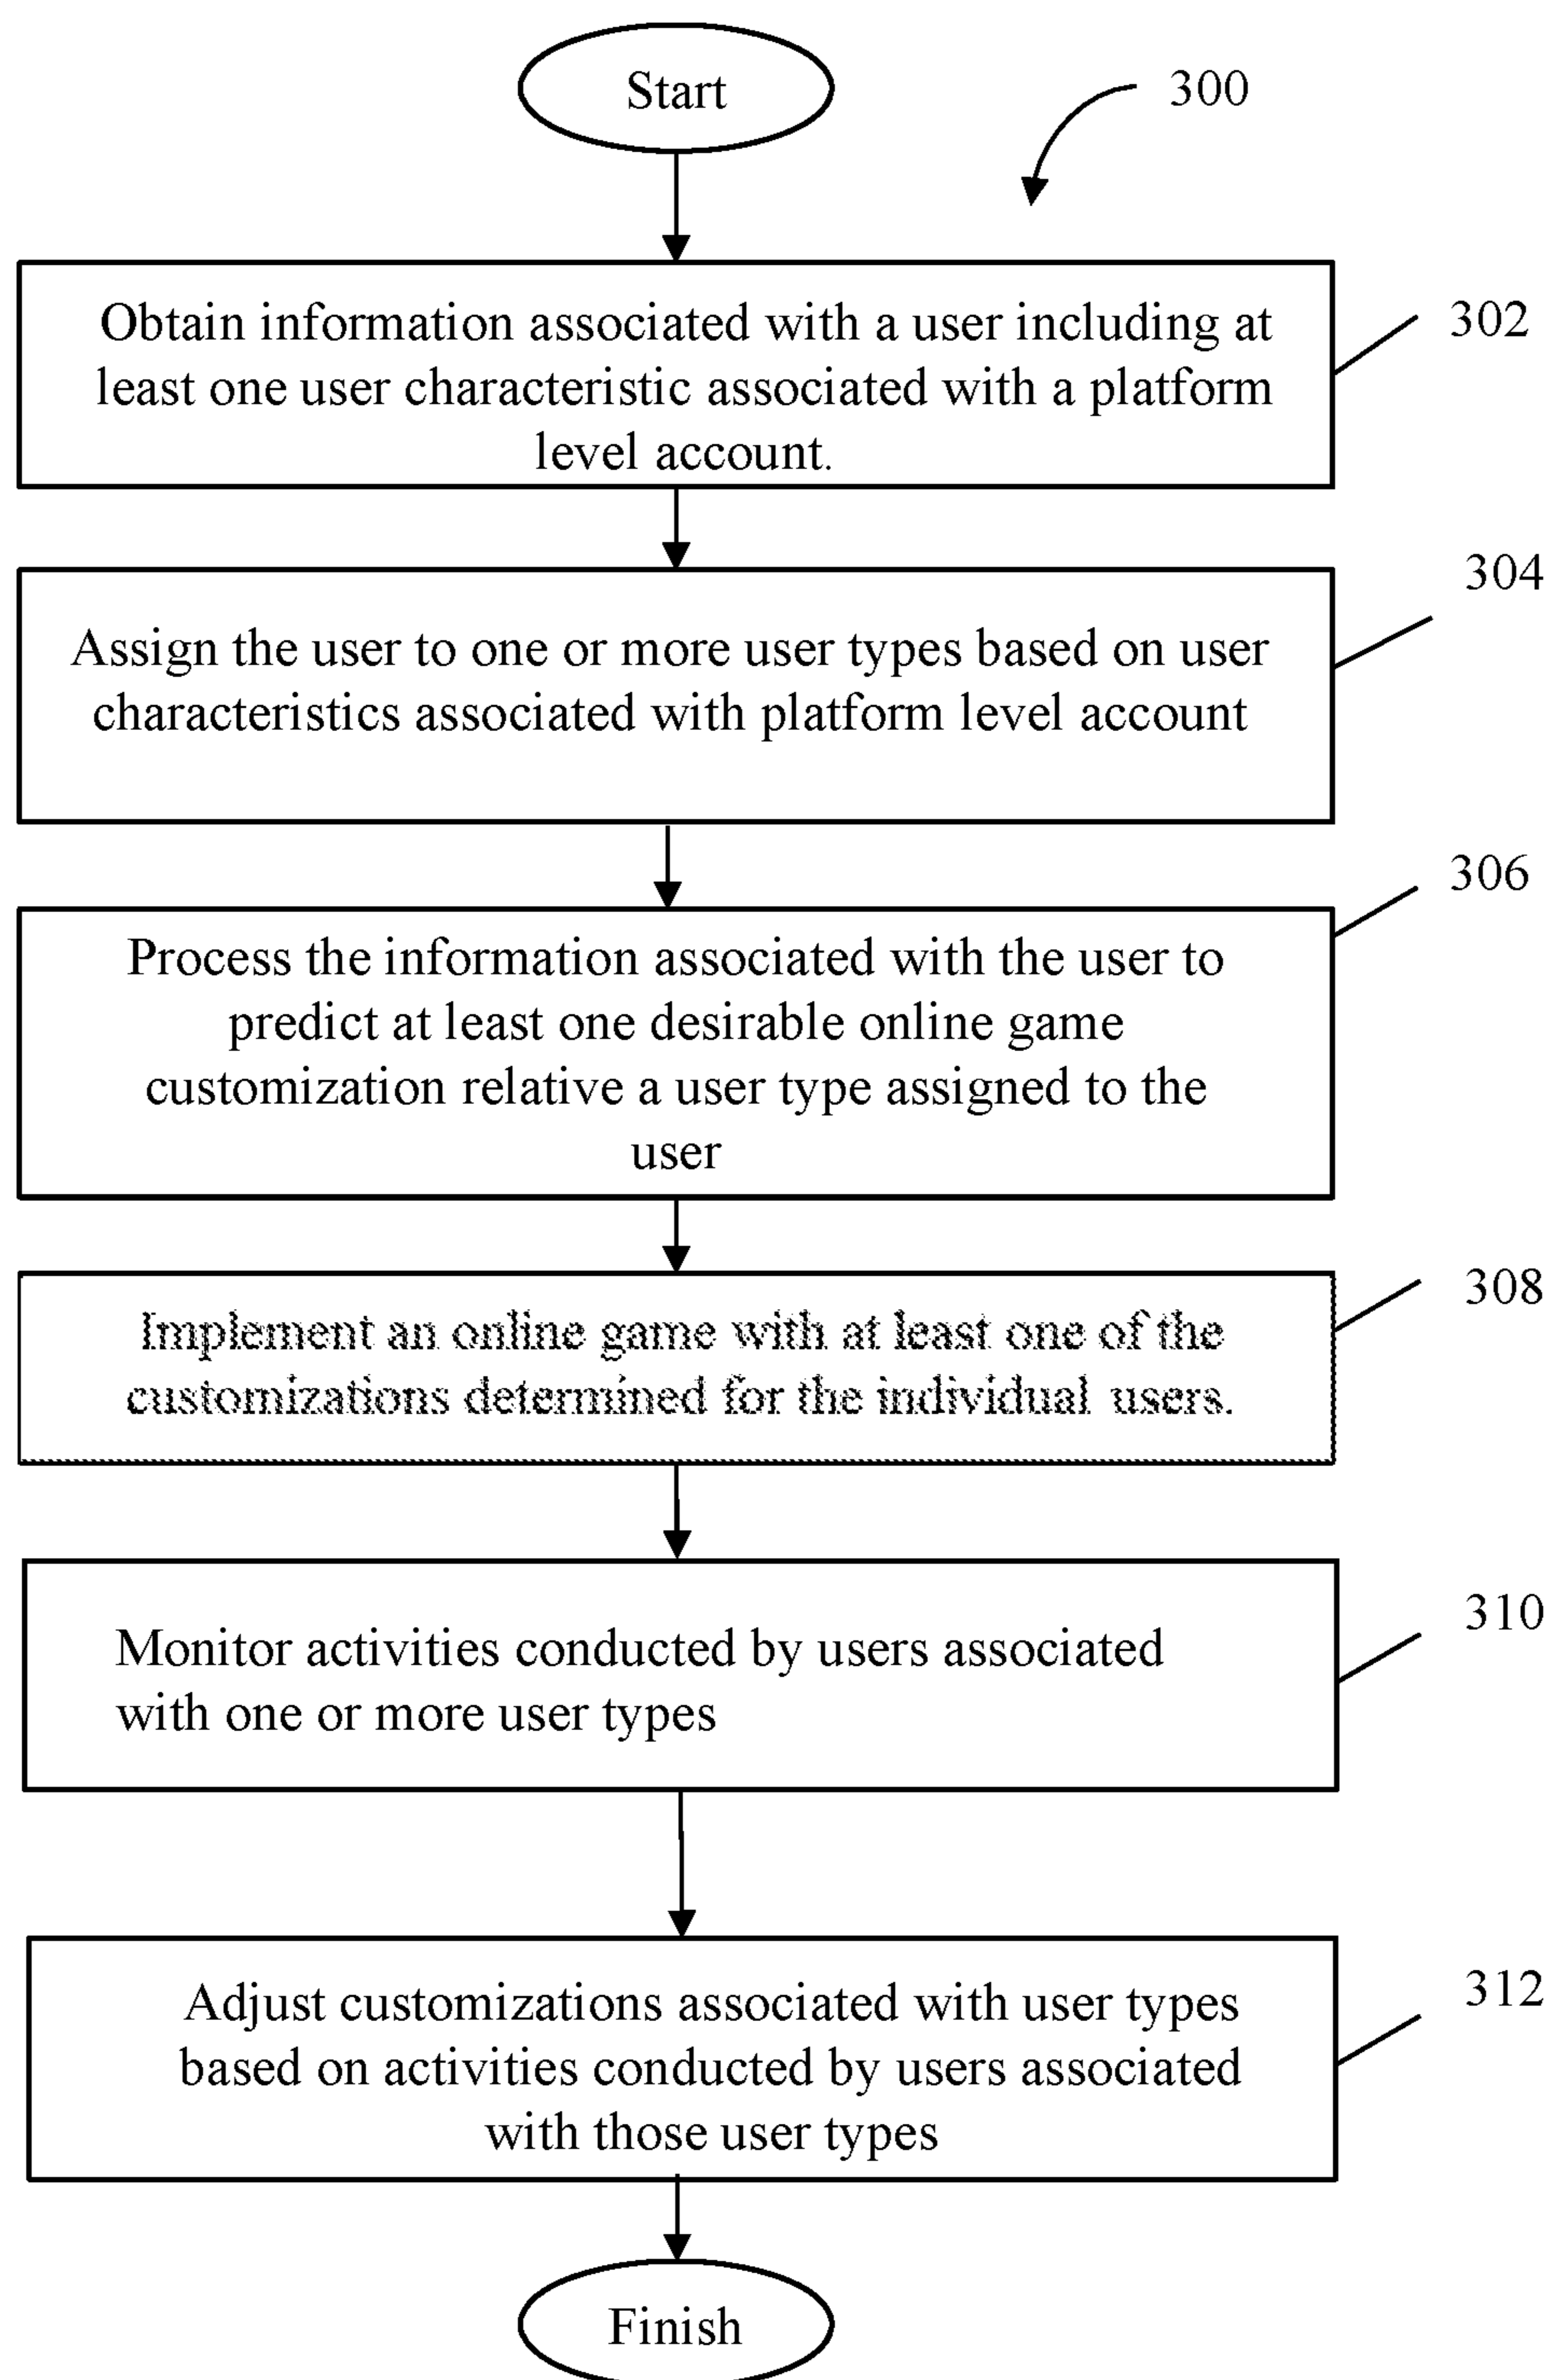 Start
300
Obtain information associated with a user including at
least one user characteristic associated with a platform
level account.
302
304
Assign the user to one or more user types based on user
characteristics associated with platform level account
306
Process the information associated with the user to
predict at least one desirable online game
customization relative a user type assigned to the
user
308
Implement an online game with at least one of the
customizations determined for the individual users.
310
Monitor activities conducted by users associated
with one or more user types
312
Adjust customizations associated with user types
based on activities conducted by users associated
with those user types
Finish